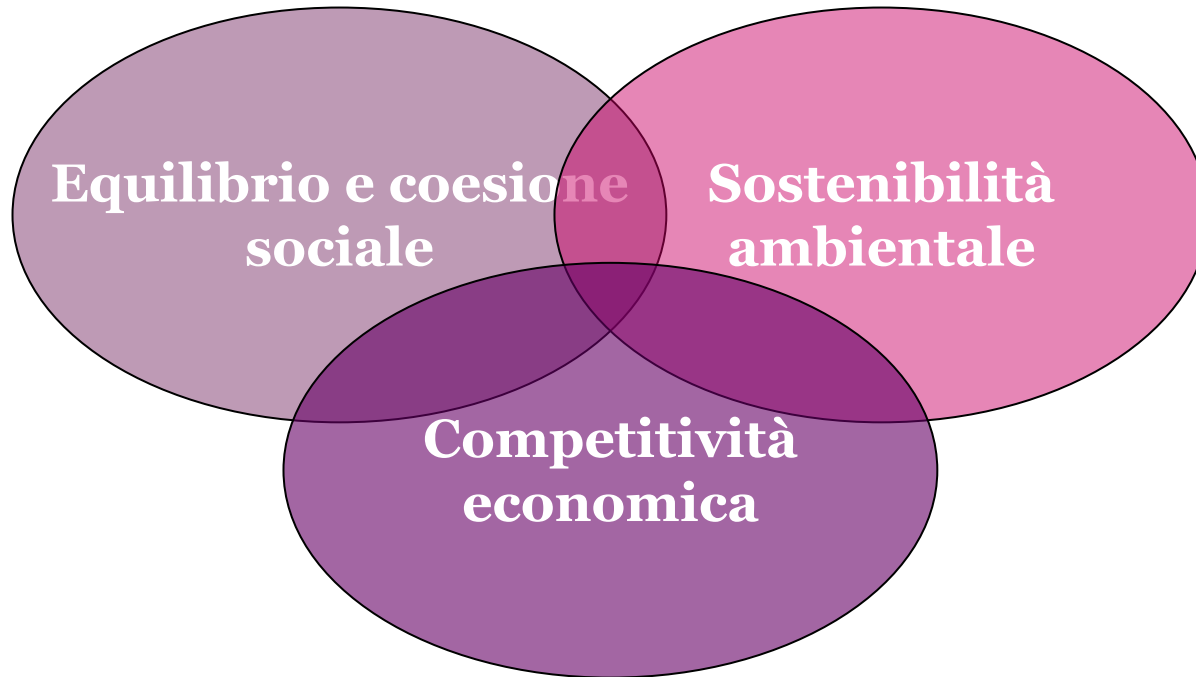 Equilibrio e coesione
sociale
Sostenibilità
ambientale
Competitività
economica